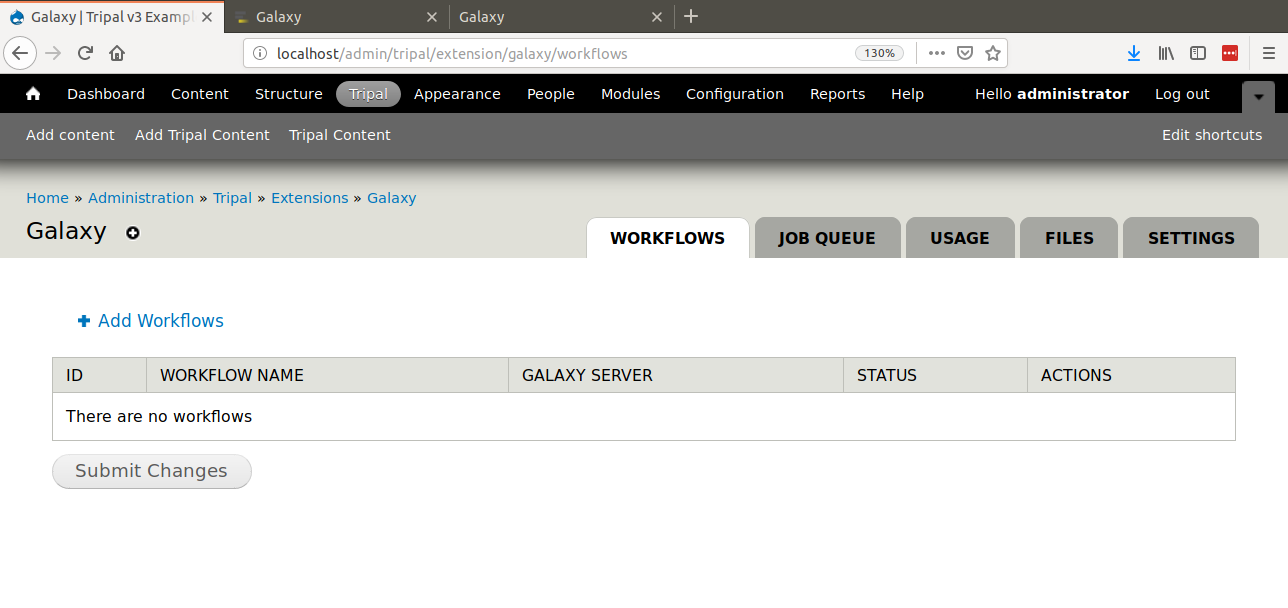 Galaxy | Tripal v3 Exampl
Galaxy
Galaxy
localhost/admin/tripal/extension/galaxy/workflows
130%
Dashboard Content Structure Tripal Appearance People Modules Configuration Reports Help Hello administrator Log out
Add content Add Tripal Content Tripal Content Edit shortcuts
Home » Administration » Tripal » Extensions » Galaxy
Galaxy
WORKFLOWS JOB QUEUE USAGE FILES SETTINGS
Add Workflows
ID WORKFLOW NAME GALAXY SERVER STATUS ACTIONS
There are no workflows
Submit Changes